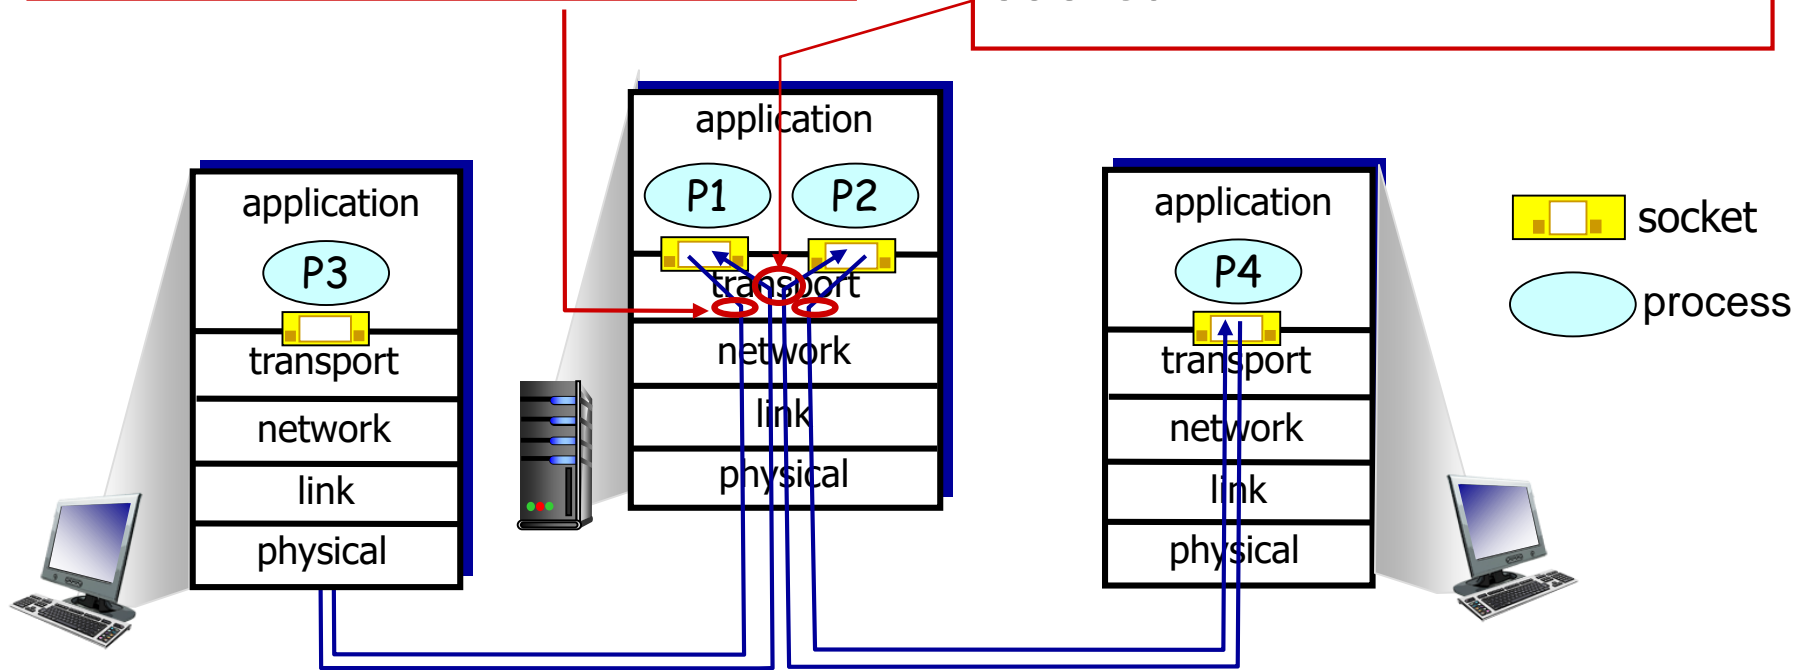 application
P1 P2
transport
network
link
physical
application
P3
transport
network
link
physical
application
P4
transport
network
link
physical
socket
process